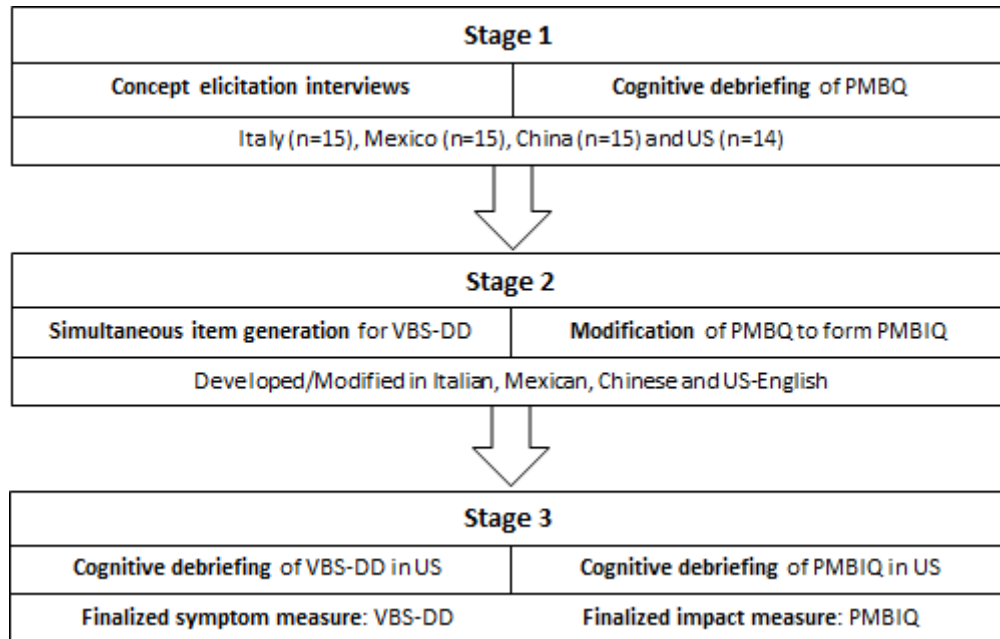 Stage 1
Concept elicitation interviews
Cognitive debriefing of PMBQ
Italy (n=15), Mexico (n=15), China (n=15) and US (n=14)
Stage 2
Simultaneous item generation for VBS-DD
Modification of PMBQ to form PMBIQ
Developed/Modified in Italian, Mexican, Chinese and US-English
Stage 3
Cognitive debriefing of VBS-DD in US
Cognitive debriefing of PMBIQ in US
Finalized symptom measure: VBS-DD
Finalized impact measure: PMBIQ